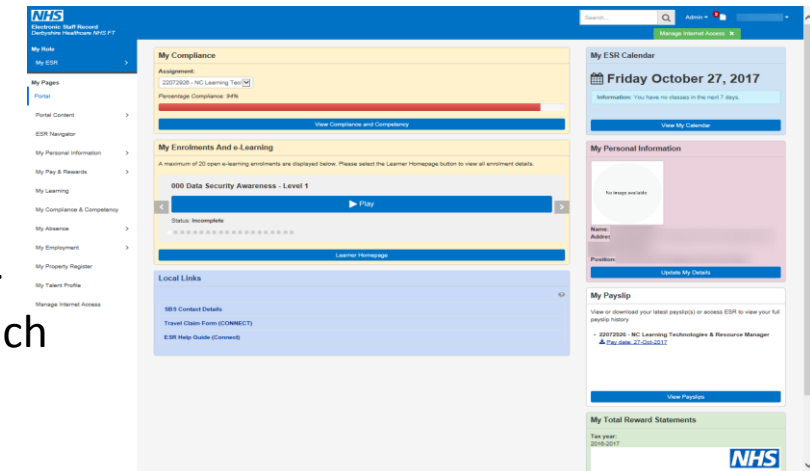 NHS
Electronic Staff Record
Derbyshire Healthcare NHS FT
Search...
Admin
Manage Internet Access
My Role
My ESR
My Pages
Portal
Portal Content
ESR Navigator
My Personal Information
My Pay & Rewards
My Learning
My Compliance & Competency
My Absence
My Employment
My Property Register
My Talent Profile
Manage Internet Access
ch
My Compliance
Assignment:
22072926 - NC Learning Tec
Percentage Compliance: 94%
View Compliance and Competency
My Enrolments And e-Learning
A maximum of 20 open e-learning enrolments are displayed below. Please select the Learner Homepage button to view all enrolment details.
000 Data Security Awareness - Level 1
Play
Status: Incomplete
Learner Homepage
Local Links
SBS Contact Details
Travel Claim Form (CONNECT)
ESR Help Guide (Connect)
My ESR Calendar
Friday October 27, 2017
Information: You have no classes in the next 7 days.
View My Calendar
My Personal Information
No image available
Name:
Position:
Update My Details
My Payslip
View or download your latest payslip(s) or access ESR to view your full
payslip history
22072926 - NC Learning Technologies & Resource Manager
Pay date: 27-Oct-2017
View Payslips
My Total Reward Statements
Tax year:
2016-2017
NHS